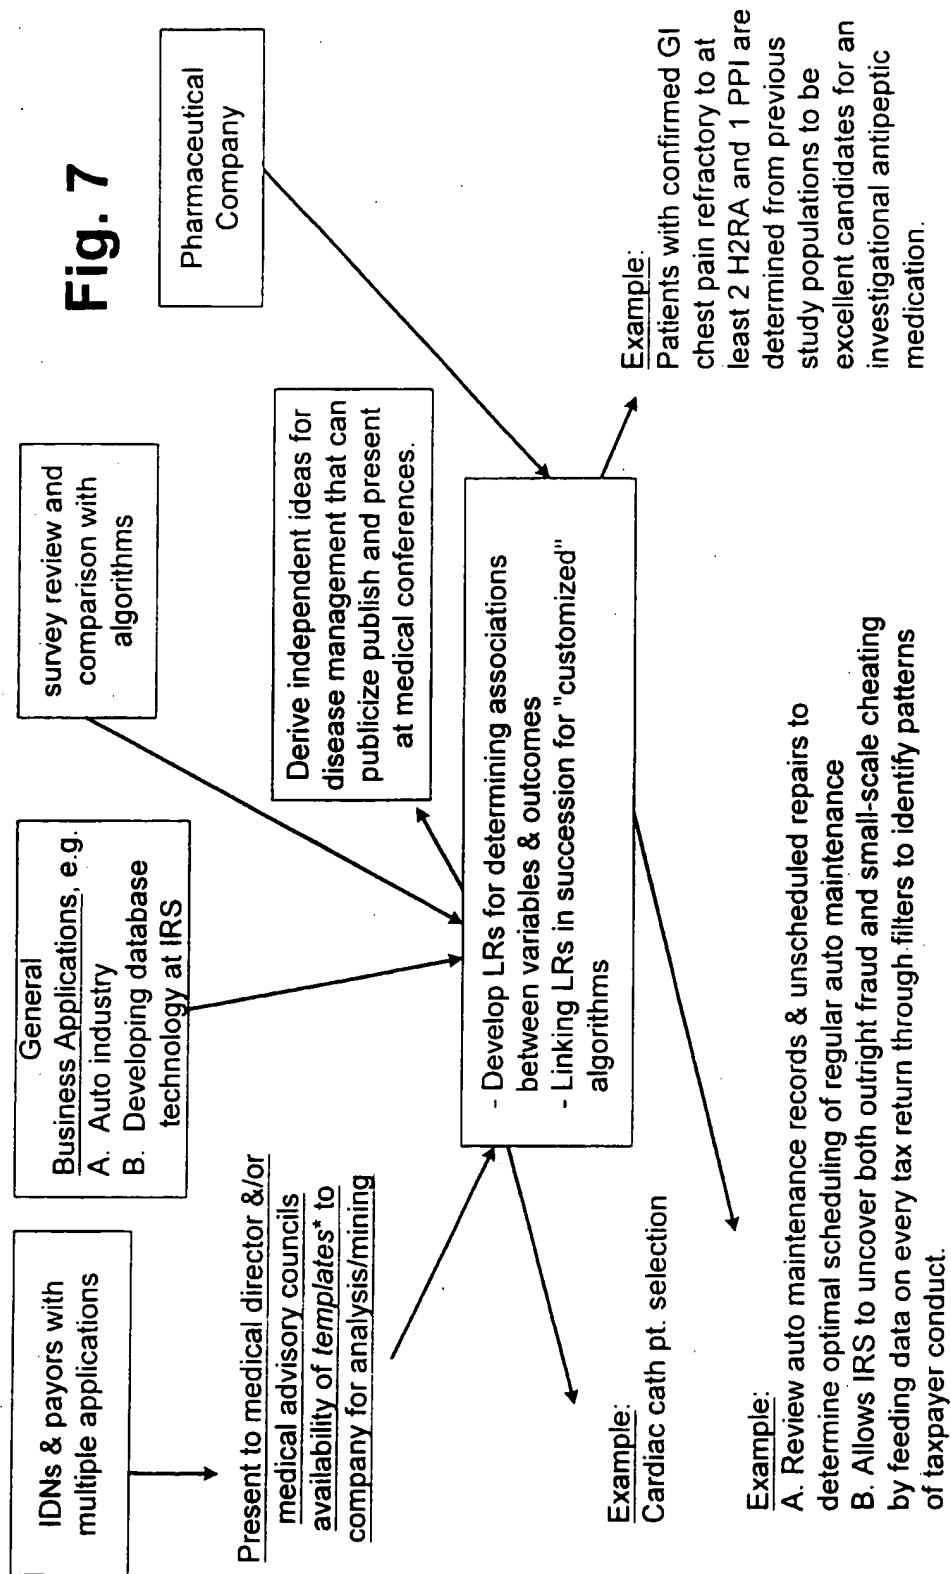 Fig. 7
IDNs & payors with
multiple applications
General
Business Applications, e.g.
A. Auto industry
B. Developing database
technology at IRS
survey review and
comparison with
algorithms
Pharmaceutical
Company
Present to medical director &/or
medical advisory councils
availability of templates* to
company for analysis/mining
Derive independent ideas for
disease management that can
publicize publish and present
at medical conferences.
- Develop LRs for determining associations
between variables & outcomes
- Linking LRs in succession for "customized"
algorithms
Example:
Cardiac cath pt. selection
Example:
Patients with confirmed GI
chest pain refractory to at
least 2 H2RA and 1 PPI are
determined from previous
study populations to be
excellent candidates for an
investigational antipeptic
medication.
Example:
A. Review auto maintenance records & unscheduled repairs to
determine optimal scheduling of regular auto maintenance
B. Allows IRS to uncover both outright fraud and small-scale cheating
by feeding data on every tax return through filters to identify patterns
of taxpayer conduct.